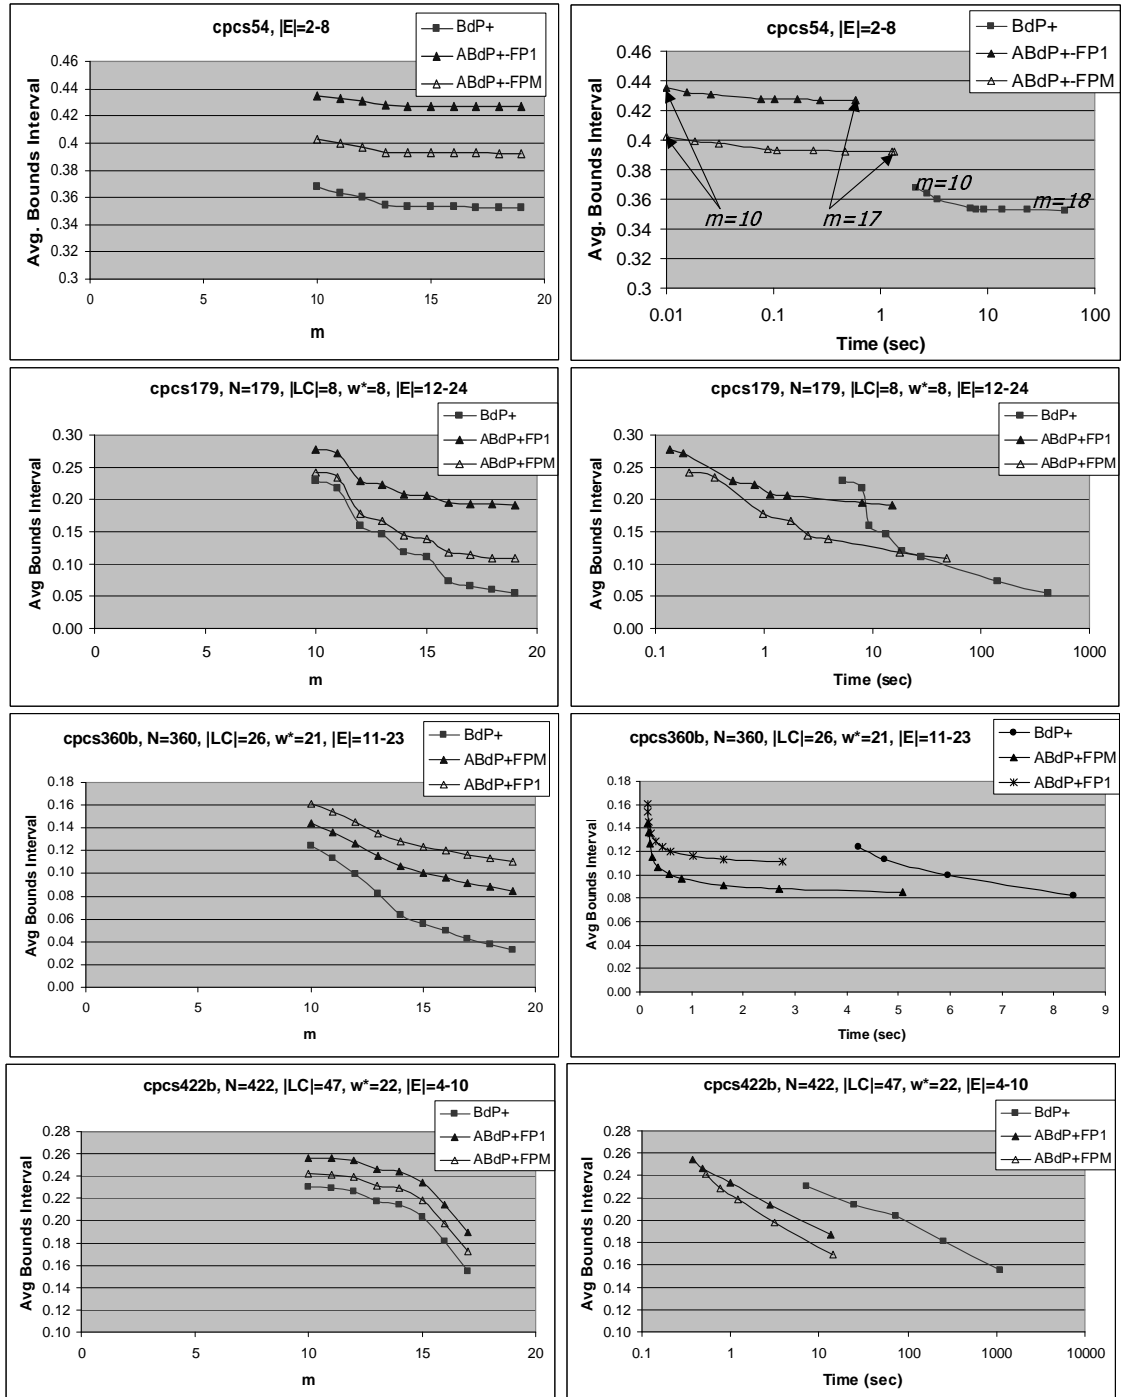 cpcs54, |E|=2-8
BdP+
ABdP+-FP1
ABdP+-FPM
Avg. Bounds Interval
0.46
0.44
0.42
0.4
0.38
0.36
0.34
0.32
0.3
0 5 10 15 20
m
cpcs54, |E|=2-8
BdP+
ABdP+-FP1
ABdP+-FPM
Avg. Bounds Interval
0.46
0.44
0.42
0.4
0.38
0.36
0.34
0.32
0.3
m=10
m=17
m=10
m=18
0.01 0.1 1 10 100
Time (sec)
cpcs179, N=179, |LC|=8, w*=8, |E|=12-24
BdP+
ABdP+FP1
ABdP+FPM
Avg Bounds Interval
0.30
0.25
0.20
0.15
0.10
0.05
0.00
0 5 10 15 20
m
cpcs179, N=179, |LC|=8, w*=8, |E|=12-24
BdP+
ABdP+FP1
ABdP+FPM
Avg Bounds Interval
0.30
0.25
0.20
0.15
0.10
0.05
0.00
0.1 1 10 100 1000
Time (sec)
cpcs360b, N=360, |LC|=26, w*=21, |E|=11-23
BdP+
ABdP+FPM
ABdP+FP1
Avg Bounds Interval
0.18
0.16
0.14
0.12
0.10
0.08
0.06
0.04
0.02
0.00
0 5 10 15 20
m
cpcs360b, N=360, |LC|=26, w*=21, |E|=11-23
BdP+
ABdP+FPM
ABdP+FP1
Avg Bounds Interval
0.18
0.16
0.14
0.12
0.10
0.08
0.06
0.04
0.02
0.00
0 1 2 3 4 5 6 7 8 9
Time (sec)
cpcs422b, N=422, |LC|=47, w*=22, |E|=4-10
BdP+
ABdP+FP1
ABdP+FPM
Avg Bounds Interval
0.28
0.26
0.24
0.22
0.20
0.18
0.16
0.14
0.12
0.10
0 5 10 15 20
m
cpcs422b, N=422, |LC|=47, w*=22, |E|=4-10
BdP+
ABdP+FP1
ABdP+FPM
Avg Bounds Interval
0.28
0.26
0.24
0.22
0.20
0.18
0.16
0.14
0.12
0.10
0.1 1 10 100 1000 10000
Time (sec)